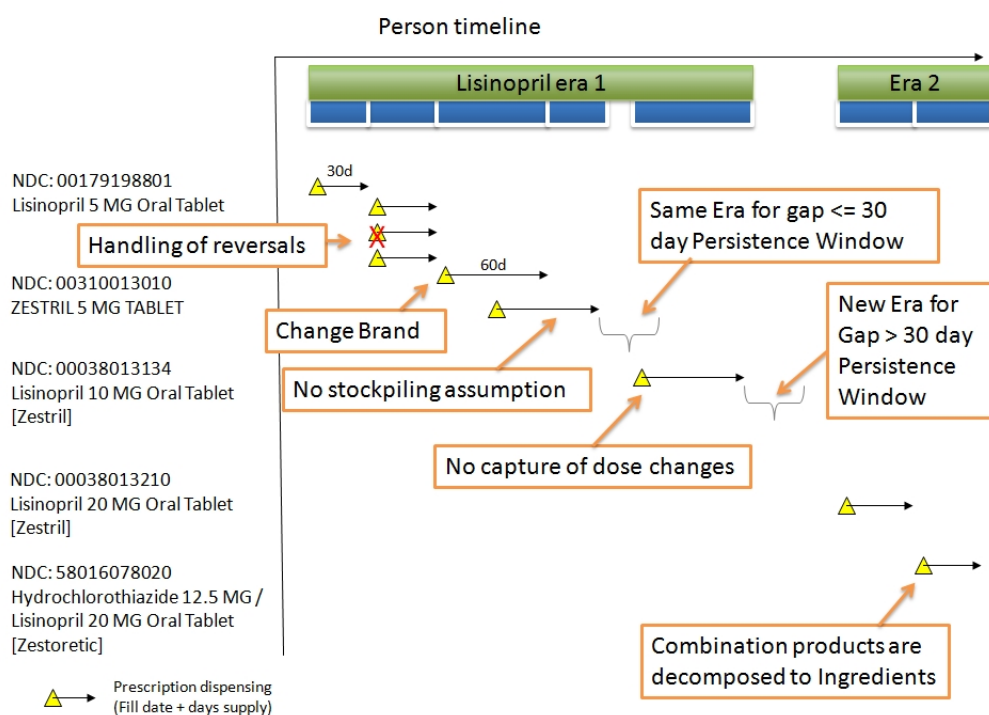 Person timeline
Lisinopril era 1
Era 2
NDC: 00179198801
Lisinopril 5 MG Oral Tablet
30d
Handling of reversals
Same Era for gap <= 30
day Persistence Window
NDC: 00310013010
ZESTRIL 5 MG TABLET
60d
Change Brand
New Era for
Gap > 30 day
Persistence
Window
NDC: 00038013134
Lisinopril 10 MG Oral Tablet
[Zestril]
No stockpiling assumption
No capture of dose changes
NDC: 00038013210
Lisinopril 20 MG Oral Tablet
[Zestril]
NDC: 58016078020
Hydrochlorothiazide 12.5 MG /
Lisinopril 20 MG Oral Tablet
[Zestoretic]
Combination products are
decomposed to Ingredients
Prescription dispensing
(Fill date + days supply)